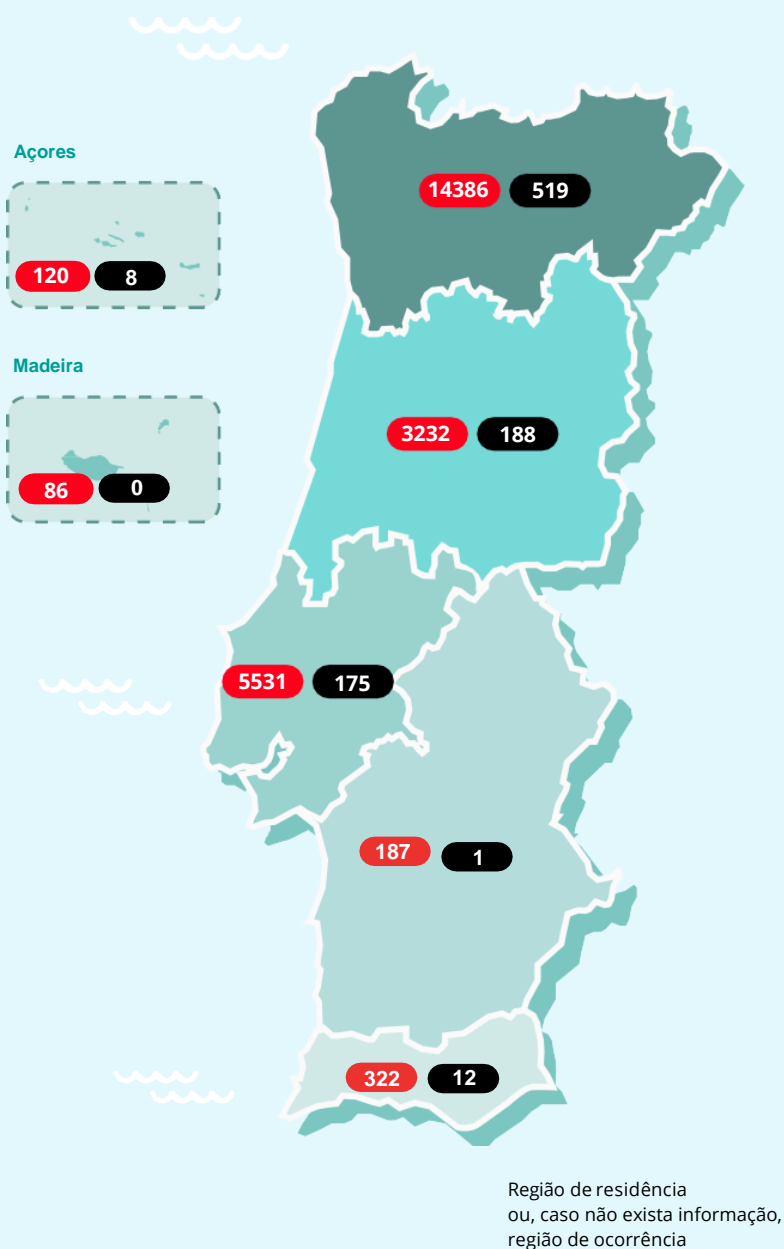 Açores
14386 519
120 8
Madeira
3232 188
86 0
5531 175
187 1
322 12
Região de residência
ou, caso não exista informação,
região de ocorrência